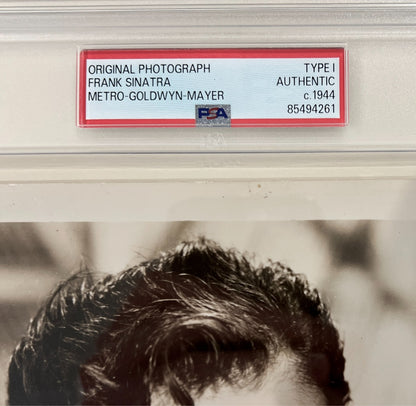 ORIGINAL PHOTOGRAPH TYPE I
FRANK SINATRA AUTHENTIC
METRO-GOLDWYN-MAYER c.1944
PSA 85494261